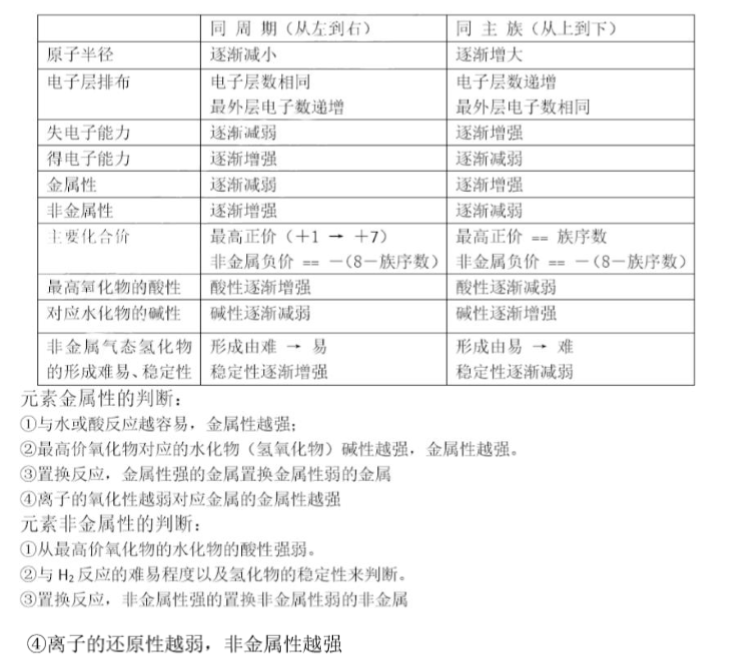 同 周 期（从左到右） 同 主 族（从上到下）
原子半径 逐渐减小 逐渐增大
电子层排布 电子层数相同 电子层数递增
最外层电子数递增 最外层电子数相同
失电子能力 逐渐减弱 逐渐增强
得电子能力 逐渐增强 逐渐减弱
金属性 逐渐减弱 逐渐增强
非金属性 逐渐增强 逐渐减弱
主要化合价 最高正价（＋1 → ＋7） 最高正价 == 族序数
非金属负价 == －(8－族序数) 非金属负价 == －(8－族序数)
最高氧化物的酸性 酸性逐渐增强 酸性逐渐减弱
对应水化物的碱性 碱性逐渐减弱 碱性逐渐增强
非金属气态氢化物 形成由难 → 易 形成由易 → 难
的形成难易、稳定性 稳定性逐渐增强 稳定性逐渐减弱
元素金属性的判断：
①与水或酸反应越容易，金属性越强；
②最高价氧化物对应的水化物（氢氧化物）碱性越强，金属性越强。
③置换反应，金属性强的金属置换金属性弱的金属
④离子的氧化性越弱对应金属的金属性越强
元素非金属性的判断：
①从最高价氧化物的水化物的酸性强弱。
②与 H₂ 反应的难易程度以及氢化物的稳定性来判断。
③置换反应，非金属性强的置换非金属性弱的非金属
④离子的还原性越弱，非金属性越强